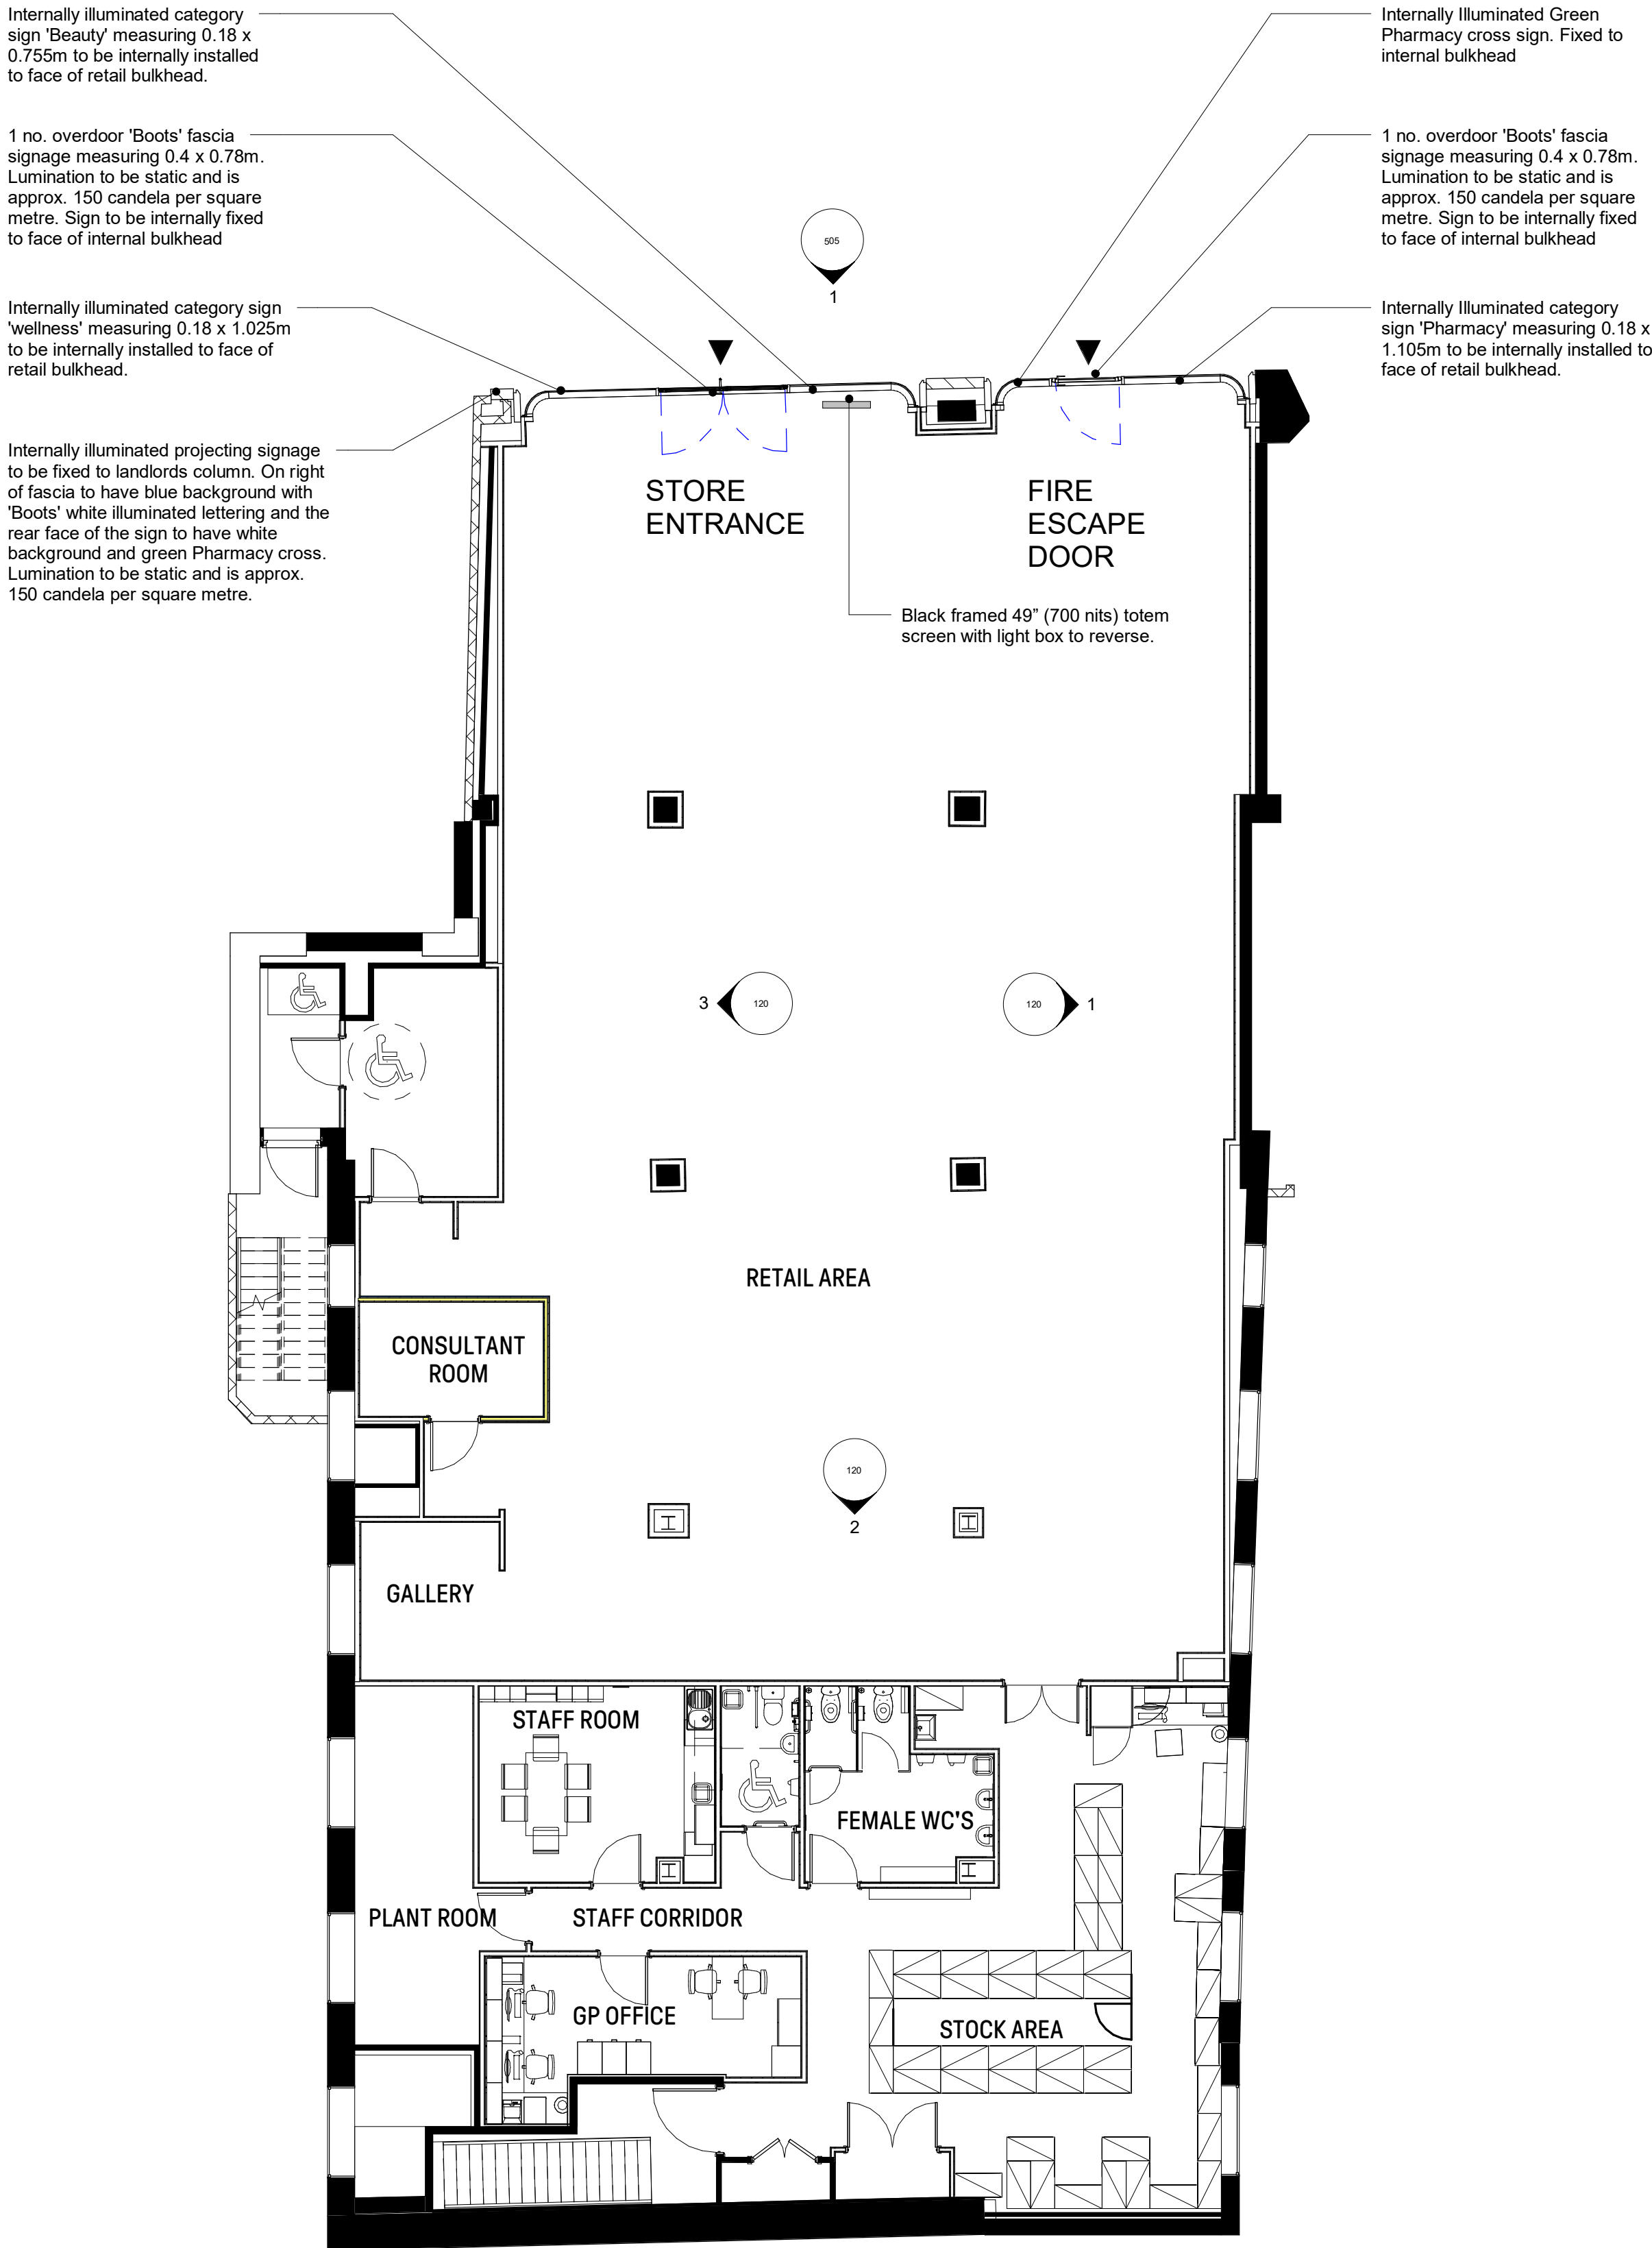 Internally illuminated category
sign 'Beauty' measuring 0.18 x
0.755m to be internally installed
to face of retail bulkhead.
1 no. overdoor 'Boots' fascia
signage measuring 0.4 x 0.78m.
Lumination to be static and is
approx. 150 candela per square
metre. Sign to be internally fixed
to face of internal bulkhead
Internally illuminated category sign
'wellness' measuring 0.18 x 1.025m
to be internally installed to face of
retail bulkhead.
Internally illuminated projecting signage
to be fixed to landlords column. On right
of fascia to have blue background with
'Boots' white illuminated lettering and the
rear face of the sign to have white
background and green Pharmacy cross.
Lumination to be static and is approx.
150 candela per square metre.
Internally Illuminated Green
Pharmacy cross sign. Fixed to
internal bulkhead
1 no. overdoor 'Boots' fascia
signage measuring 0.4 x 0.78m.
Lumination to be static and is
approx. 150 candela per square
metre. Sign to be internally fixed
to face of internal bulkhead
Internally Illuminated category
sign 'Pharmacy' measuring 0.18 x
1.105m to be internally installed to
face of retail bulkhead.
505
1
STORE
ENTRANCE
FIRE
ESCAPE
DOOR
Black framed 49” (700 nits) totem
screen with light box to reverse.
3
120
120
1
RETAIL AREA
CONSULTANT
ROOM
120
2
GALLERY
STAFF ROOM
FEMALE WC'S
PLANT ROOM
STAFF CORRIDOR
GP OFFICE
STOCK AREA